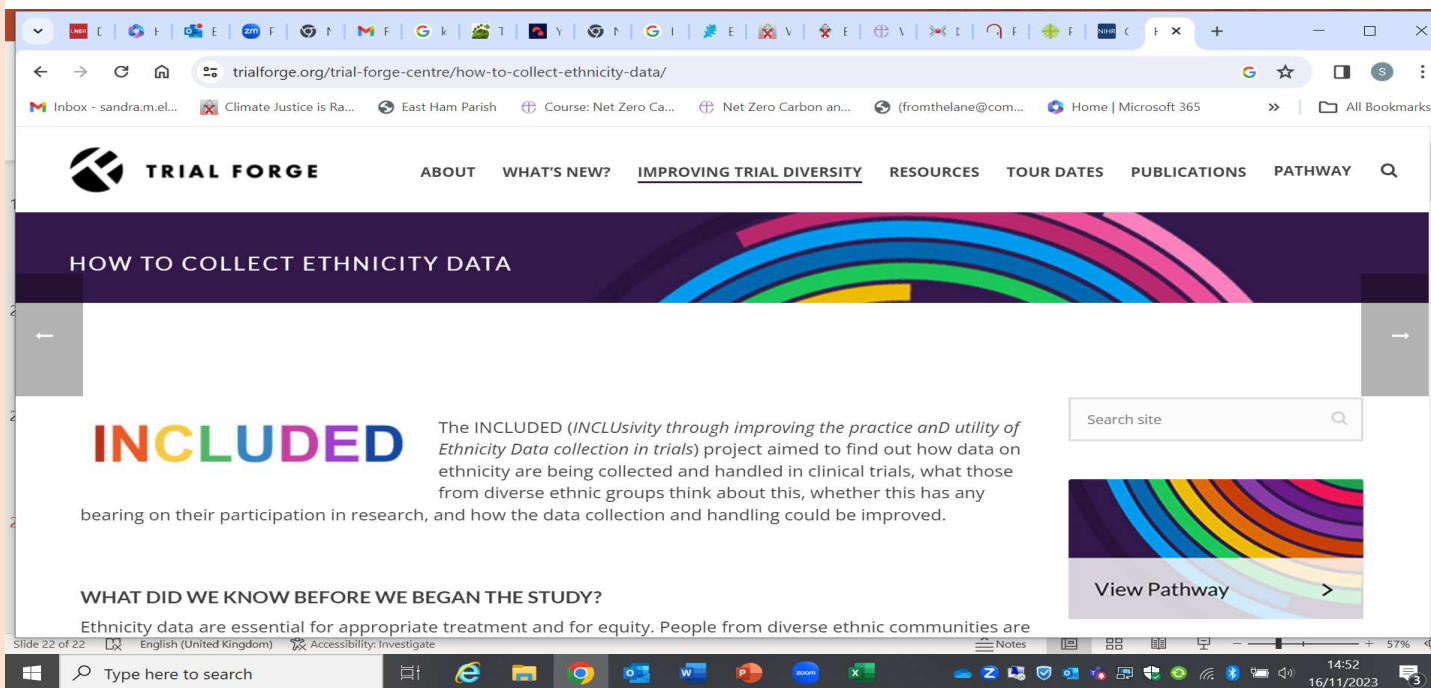 LNBR
E
H
E
zm
F
N
F
k
T
Y
N
I
E
V
E
V
E
F
F
NIHR
trialforge.org/trial-forge-centre/how-to-collect-ethnicity-data/
S
Inbox - sandra.m.el...
Climate Justice is Ra...
East Ham Parish
Course: Net Zero Ca...
Net Zero Carbon an...
(fromthelane@com...
Home | Microsoft 365
»
All Bookmarks
TRIAL FORGE
ABOUT
WHAT'S NEW?
IMPROVING TRIAL DIVERSITY
RESOURCES
TOUR DATES
PUBLICATIONS
PATHWAY
HOW TO COLLECT ETHNICITY DATA
INCLUDED
The INCLUDED (INCLUsivity through improving the practice anD utility of
Ethnicity Data collection in trials) project aimed to find out how data on
ethnicity are being collected and handled in clinical trials, what those
from diverse ethnic groups think about this, whether this has any
bearing on their participation in research, and how the data collection and handling could be improved.
Search site
View Pathway
WHAT DID WE KNOW BEFORE WE BEGAN THE STUDY?
Ethnicity data are essential for appropriate treatment and for equity. People from diverse ethnic communities are
Slide 22 of 22
English (United Kingdom)
Accessibility: Investigate
Notes
57%
Type here to search
zoom
14:52
16/11/2023
3